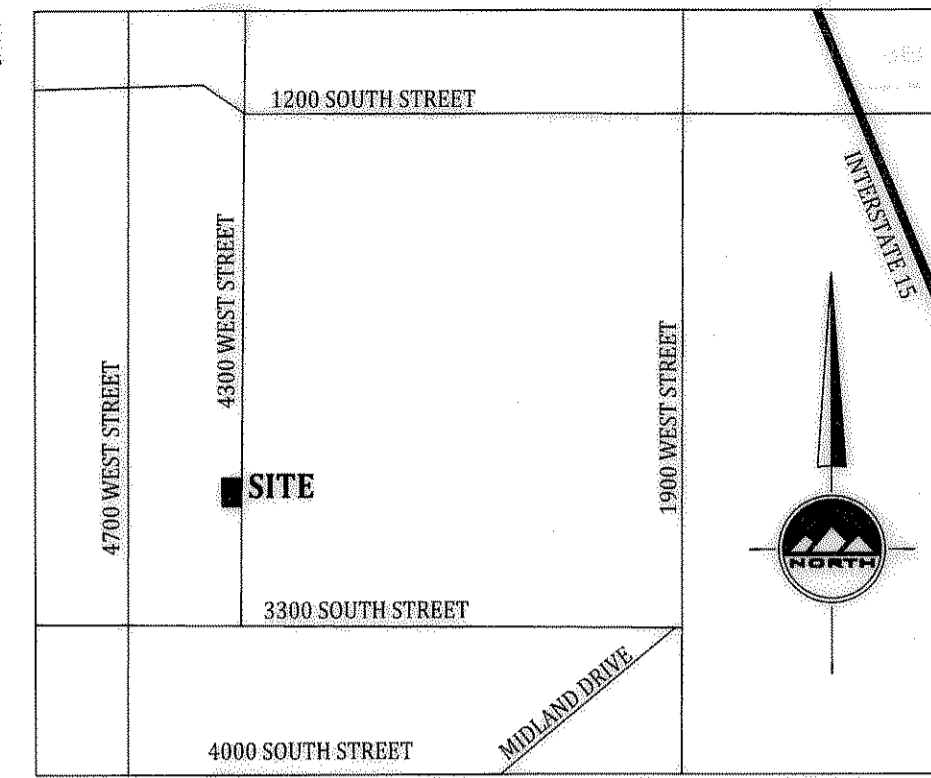 1200 SOUTH STREET
INTERSTATE 15
4300 WEST STREET
1900 WEST STREET
4700 WEST STREET
SITE
NORTH
3300 SOUTH STREET
MIDLAND DRIVE
4000 SOUTH STREET